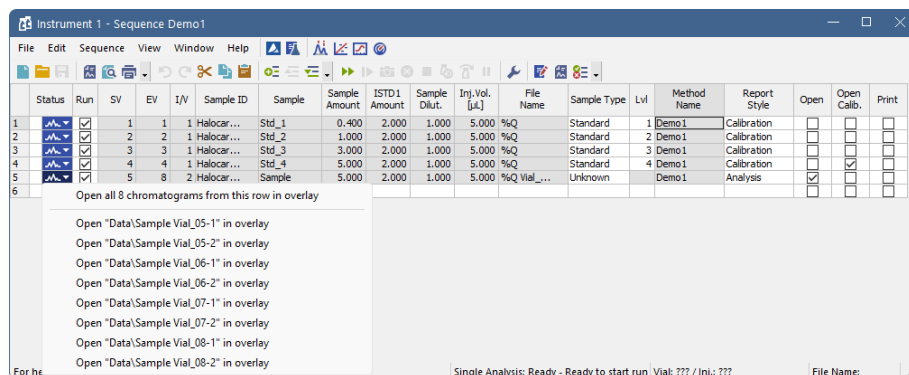 Instrument 1 - Sequence Demo1
File Edit Sequence View Window Help
Status Run SV EV I/V Sample ID Sample Sample Amount ISTD1 Amount Sample Dilut. Inj.Vol. [µL] File Name Sample Type Lvl Method Name Report Style Open Open Calib. Print
1 1 1 1 Halocar... Std_1 0.400 2.000 1.000 5.000 %Q Standard 1 Demo1 Calibration
2 2 2 1 Halocar... Std_2 1.000 2.000 1.000 5.000 %Q Standard 2 Demo1 Calibration
3 3 3 1 Halocar... Std_3 3.000 2.000 1.000 5.000 %Q Standard 3 Demo1 Calibration
4 4 4 1 Halocar... Std_4 5.000 2.000 1.000 5.000 %Q Standard 4 Demo1 Calibration
5 5 8 2 Halocar... Sample 5.000 2.000 1.000 5.000 %Q Vial_... Unknown Demo1 Analysis
6
Open all 8 chromatograms from this row in overlay
Open "Data\Sample Vial_05-1" in overlay
Open "Data\Sample Vial_05-2" in overlay
Open "Data\Sample Vial_06-1" in overlay
Open "Data\Sample Vial_06-2" in overlay
Open "Data\Sample Vial_07-1" in overlay
Open "Data\Sample Vial_07-2" in overlay
Open "Data\Sample Vial_08-1" in overlay
Open "Data\Sample Vial_08-2" in overlay
For he Single Analysis: Ready - Ready to start run Vial: ??? / Inj.: ??? File Name: